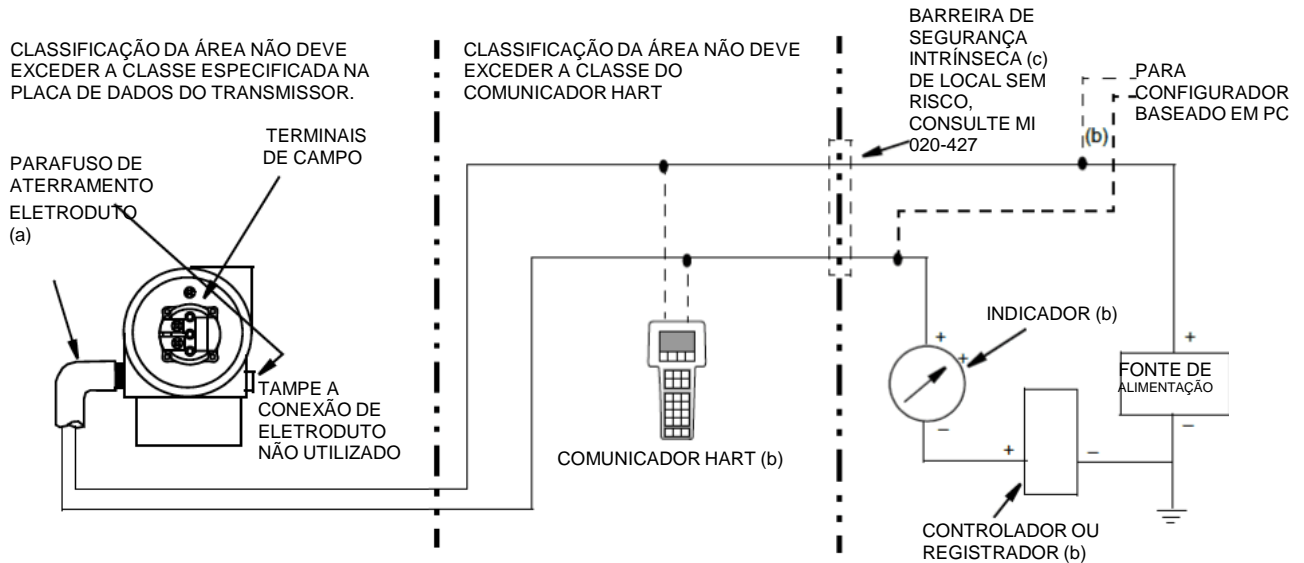 CLASSIFICAÇÃO DA ÁREA NÃO DEVE
EXCEDER A CLASSE ESPECIFICADA NA
PLACA DE DADOS DO TRANSMISSOR.
TERMINAIS
DE CAMPO
PARAFUSO DE
ATERRAMENTO
ELETRODUTO
(a)
TAMPE A
CONEXÃO DE
ELETRODUTO
NÃO UTILIZADO
CLASSIFICAÇÃO DA ÁREA NÃO DEVE
EXCEDER A CLASSE DO
COMUNICADOR HART
COMUNICADOR HART (b)
BARREIRA DE
SEGURANÇA
INTRÍNSECA (c)
DE LOCAL SEM
RISCO,
CONSULTE MI
020-427
PARA
CONFIGURADOR
BASEADO EM PC
(b)
INDICADOR (b)
+
+
–
+
–
CONTROLADOR OU
REGISTRADOR (b)
+
FONTE DE
ALIMENTAÇÃO
–